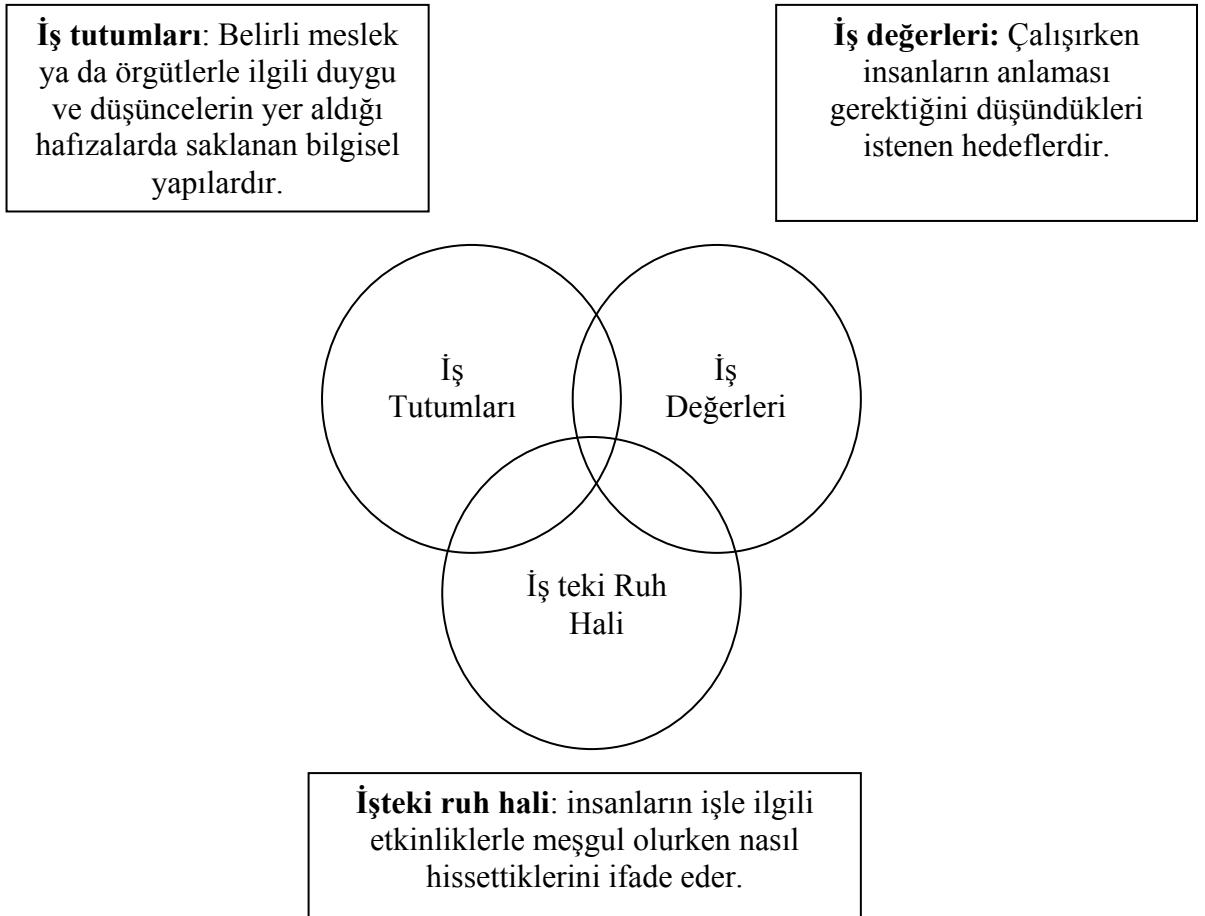 İş tutumları: Belirli meslek
ya da örgütlerle ilgili duygu
ve düşüncelerin yer aldığı
hafızalarda saklanan bilgisel
yapılardır.
İş değerleri: Çalışırken
insanların anlaması
gerektiğini düşündükleri
istenen hedeflerdir.
İş
Tutumları
İş
Değerleri
İş teki Ruh
Hali
İşteki ruh hali: insanların işle ilgili
etkinliklerle meşgul olurken nasıl
hissettiklerini ifade eder.